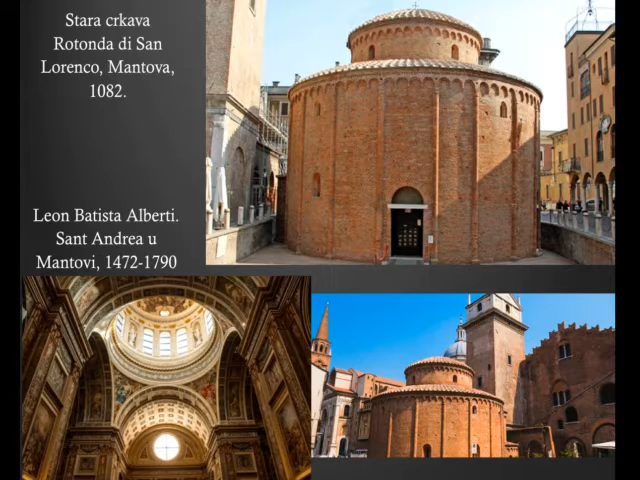 Stara crkava
Rotonda di San
Lorenco, Mantova,
1082.
Leon Batista Alberti.
Sant Andrea u
Mantovi, 1472-1790